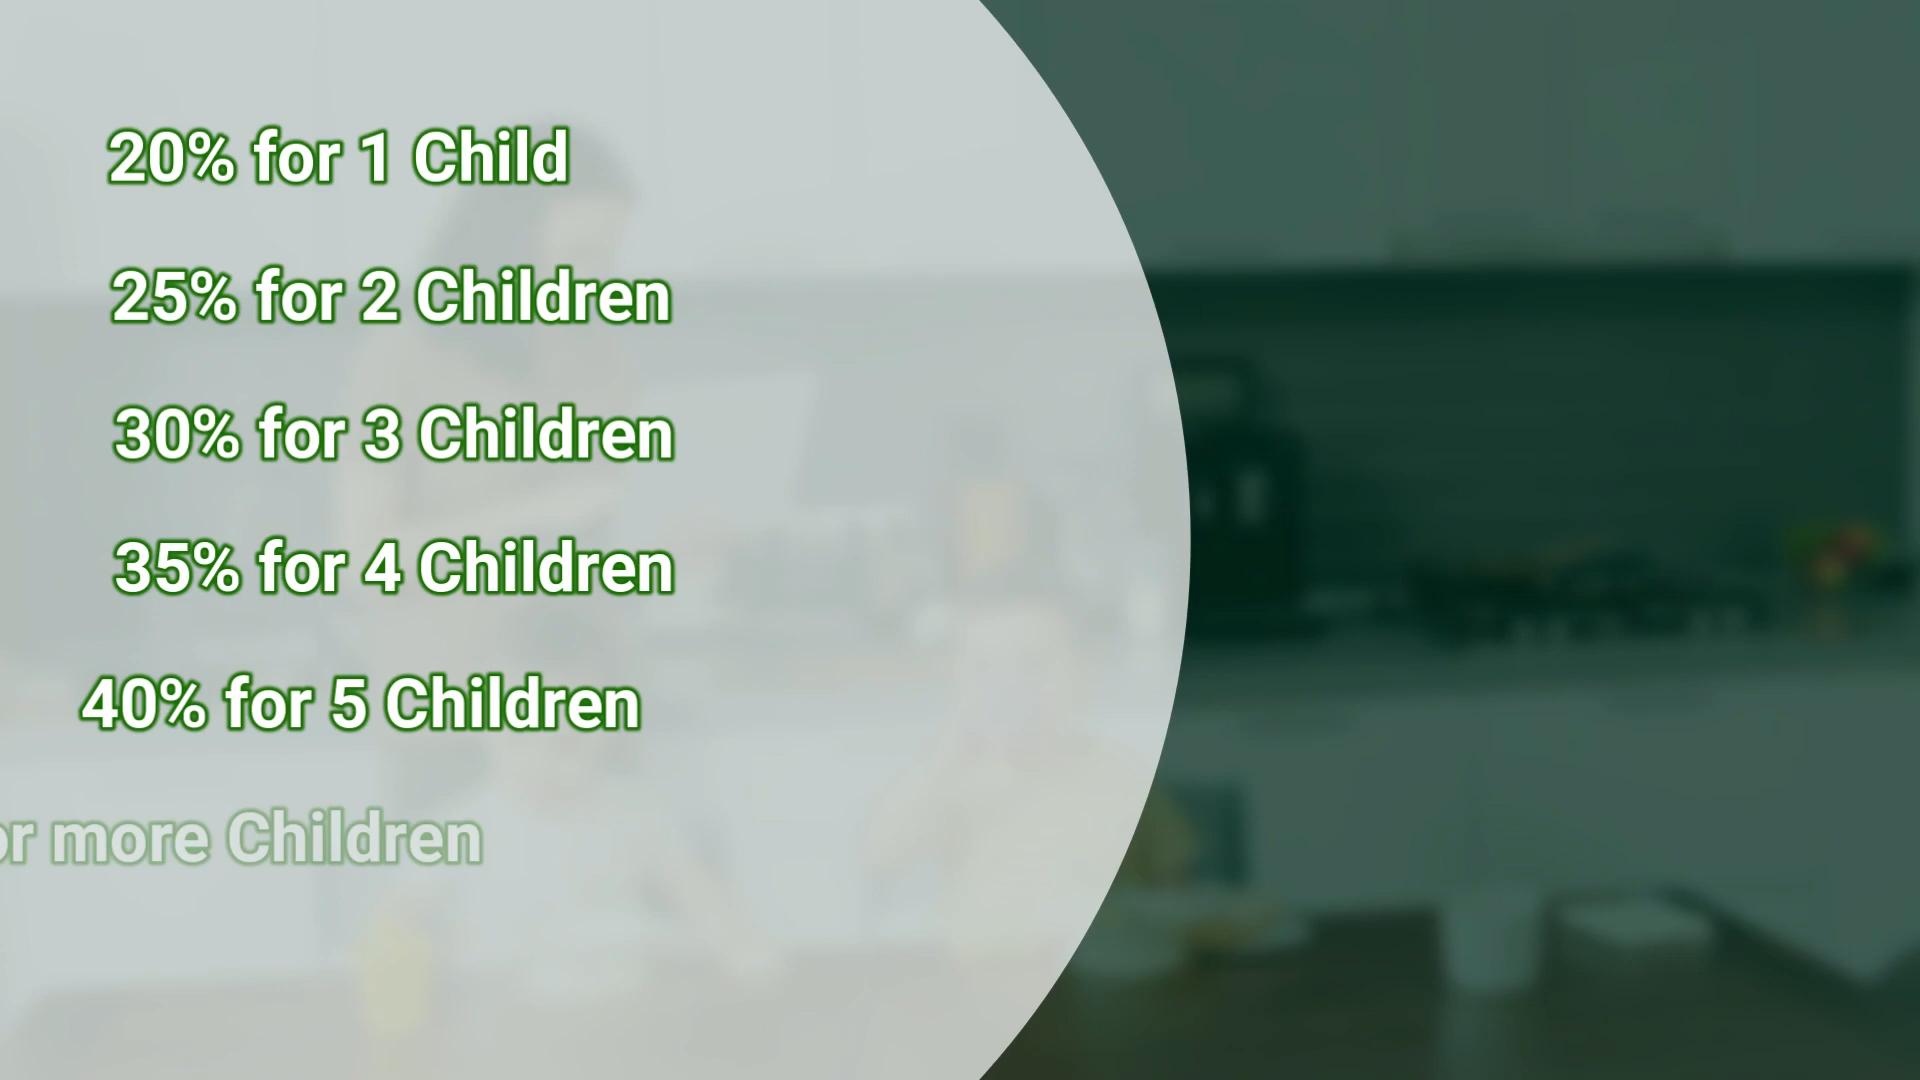 20% for 1 Child
25% for 2 Children
30% for 3 Children
35% for 4 Children
40% for 5 Children
more Children